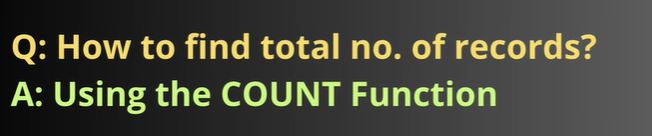 Q: How to find total no. of records?
A: Using the COUNT Function